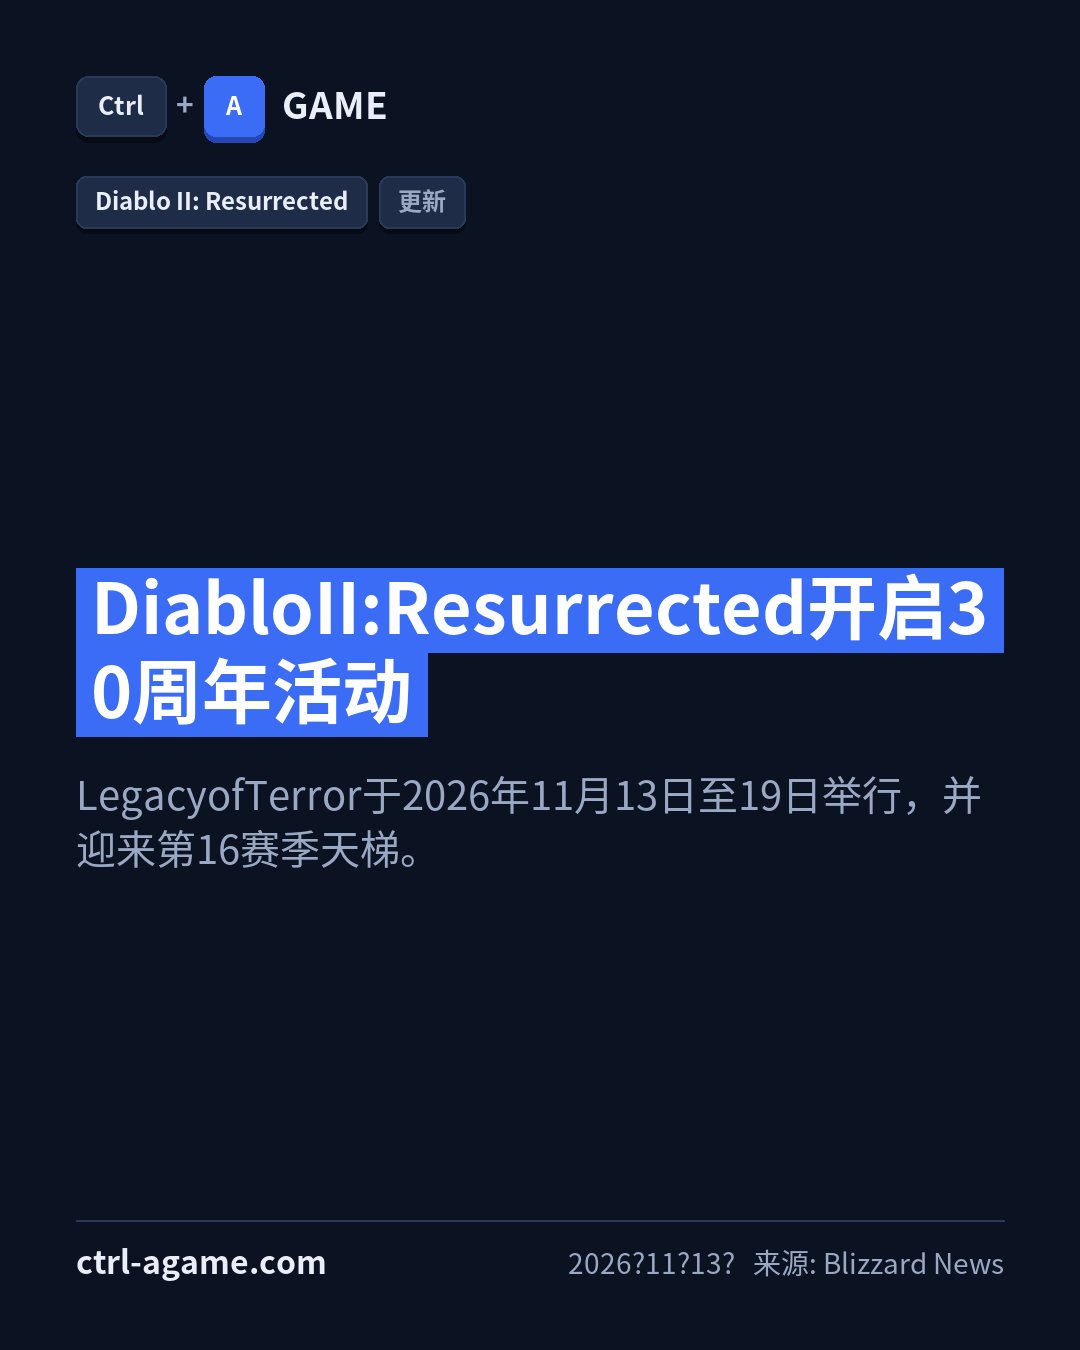 Ctrl + A GAME
Diablo II: Resurrected 更新
DiabloII:Resurrected开启3
0周年活动
LegacyofTerror于2026年11月13日至19日举行，并
迎来第16赛季天梯。
ctrl-agame.com 2026?11?13? 来源: Blizzard News